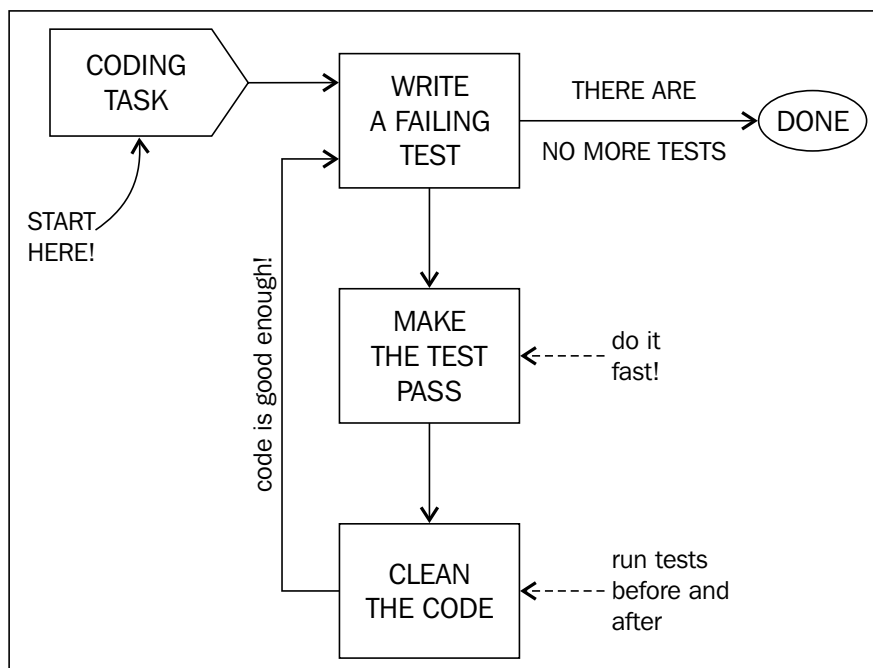 CODING
TASK
WRITE
A FAILING
TEST
THERE ARE
NO MORE TESTS
DONE
START
HERE!
code is good enough!
MAKE
THE TEST
PASS
do it
fast!
CLEAN
THE CODE
run tests
before and
after